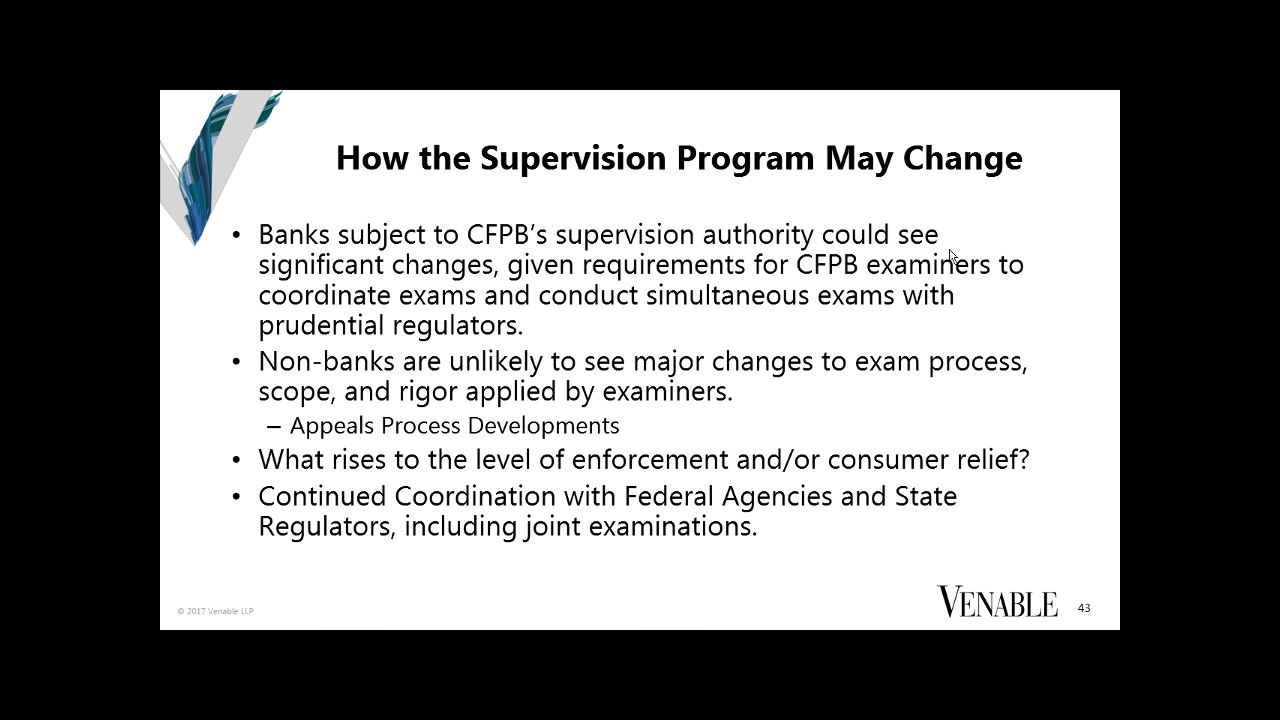 How the Supervision Program May Change
• Banks subject to CFPB's supervision authority could see
significant changes, given requirements for CFPB examiners to
coordinate exams and conduct simultaneous exams with
prudential regulators.
• Non-banks are unlikely to see major changes to exam process,
scope, and rigor applied by examiners.
– Appeals Process Developments
• What rises to the level of enforcement and/or consumer relief?
• Continued Coordination with Federal Agencies and State
Regulators, including joint examinations.
© 2017 Venable LLP
VENABLE
43